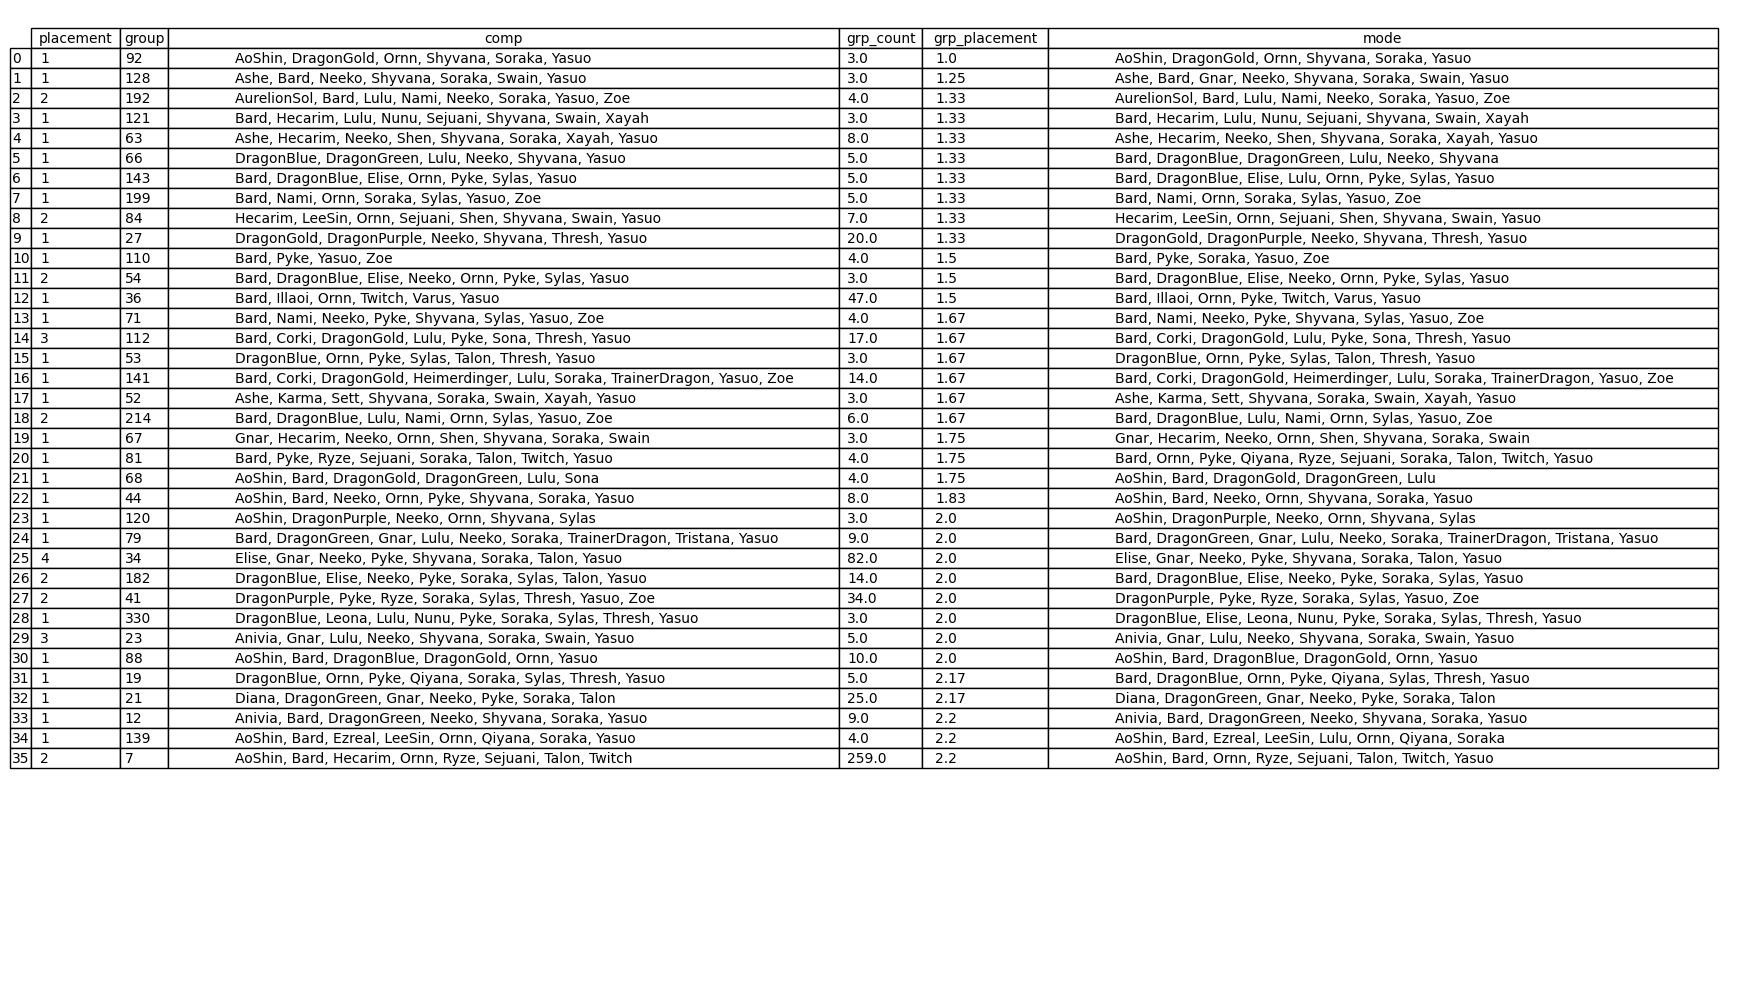 placement group comp grp_count grp_placement mode
0 1 92 AoShin, DragonGold, Ornn, Shyvana, Soraka, Yasuo 3.0 1.0 AoShin, DragonGold, Ornn, Shyvana, Soraka, Yasuo
1 1 128 Ashe, Bard, Neeko, Shyvana, Soraka, Swain, Yasuo 3.0 1.25 Ashe, Bard, Gnar, Neeko, Shyvana, Soraka, Swain, Yasuo
2 2 192 AurelionSol, Bard, Lulu, Nami, Neeko, Soraka, Yasuo, Zoe 4.0 1.33 AurelionSol, Bard, Lulu, Nami, Neeko, Soraka, Yasuo, Zoe
3 1 121 Bard, Hecarim, Lulu, Nunu, Sejuani, Shyvana, Swain, Xayah 3.0 1.33 Bard, Hecarim, Lulu, Nunu, Sejuani, Shyvana, Swain, Xayah
4 1 63 Ashe, Hecarim, Neeko, Shen, Shyvana, Soraka, Xayah, Yasuo 8.0 1.33 Ashe, Hecarim, Neeko, Shen, Shyvana, Soraka, Xayah, Yasuo
5 1 66 DragonBlue, DragonGreen, Lulu, Neeko, Shyvana, Yasuo 5.0 1.33 Bard, DragonBlue, DragonGreen, Lulu, Neeko, Shyvana
6 1 143 Bard, DragonBlue, Elise, Ornn, Pyke, Sylas, Yasuo 5.0 1.33 Bard, DragonBlue, Elise, Lulu, Ornn, Pyke, Sylas, Yasuo
7 1 199 Bard, Nami, Ornn, Soraka, Sylas, Yasuo, Zoe 5.0 1.33 Bard, Nami, Ornn, Soraka, Sylas, Yasuo, Zoe
8 2 84 Hecarim, LeeSin, Ornn, Sejuani, Shen, Shyvana, Swain, Yasuo 7.0 1.33 Hecarim, LeeSin, Ornn, Sejuani, Shen, Shyvana, Swain, Yasuo
9 1 27 DragonGold, DragonPurple, Neeko, Shyvana, Thresh, Yasuo 20.0 1.33 DragonGold, DragonPurple, Neeko, Shyvana, Thresh, Yasuo
10 1 110 Bard, Pyke, Yasuo, Zoe 4.0 1.5 Bard, Pyke, Soraka, Yasuo, Zoe
11 2 54 Bard, DragonBlue, Elise, Neeko, Ornn, Pyke, Sylas, Yasuo 3.0 1.5 Bard, DragonBlue, Elise, Neeko, Ornn, Pyke, Sylas, Yasuo
12 1 36 Bard, Illaoi, Ornn, Twitch, Varus, Yasuo 47.0 1.5 Bard, Illaoi, Ornn, Pyke, Twitch, Varus, Yasuo
13 1 71 Bard, Nami, Neeko, Pyke, Shyvana, Sylas, Yasuo, Zoe 4.0 1.67 Bard, Nami, Neeko, Pyke, Shyvana, Sylas, Yasuo, Zoe
14 3 112 Bard, Corki, DragonGold, Lulu, Pyke, Sona, Thresh, Yasuo 17.0 1.67 Bard, Corki, DragonGold, Lulu, Pyke, Sona, Thresh, Yasuo
15 1 53 DragonBlue, Ornn, Pyke, Sylas, Talon, Thresh, Yasuo 3.0 1.67 DragonBlue, Ornn, Pyke, Sylas, Talon, Thresh, Yasuo
16 1 141 Bard, Corki, DragonGold, Heimerdinger, Lulu, Soraka, TrainerDragon, Yasuo, Zoe 14.0 1.67 Bard, Corki, DragonGold, Heimerdinger, Lulu, Soraka, TrainerDragon, Yasuo, Zoe
17 1 52 Ashe, Karma, Sett, Shyvana, Soraka, Swain, Xayah, Yasuo 3.0 1.67 Ashe, Karma, Sett, Shyvana, Soraka, Swain, Xayah, Yasuo
18 2 214 Bard, DragonBlue, Lulu, Nami, Ornn, Sylas, Yasuo, Zoe 6.0 1.67 Bard, DragonBlue, Lulu, Nami, Ornn, Sylas, Yasuo, Zoe
19 1 67 Gnar, Hecarim, Neeko, Ornn, Shen, Shyvana, Soraka, Swain 3.0 1.75 Gnar, Hecarim, Neeko, Ornn, Shen, Shyvana, Soraka, Swain
20 1 81 Bard, Pyke, Ryze, Sejuani, Soraka, Talon, Twitch, Yasuo 4.0 1.75 Bard, Ornn, Pyke, Qiyana, Ryze, Sejuani, Soraka, Talon, Twitch, Yasuo
21 1 68 AoShin, Bard, DragonGold, DragonGreen, Lulu, Sona 4.0 1.75 AoShin, Bard, DragonGold, DragonGreen, Lulu
22 1 44 AoShin, Bard, Neeko, Ornn, Pyke, Shyvana, Soraka, Yasuo 8.0 1.83 AoShin, Bard, Neeko, Ornn, Shyvana, Soraka, Yasuo
23 1 120 AoShin, DragonPurple, Neeko, Ornn, Shyvana, Sylas 3.0 2.0 AoShin, DragonPurple, Neeko, Ornn, Shyvana, Sylas
24 1 79 Bard, DragonGreen, Gnar, Lulu, Neeko, Soraka, TrainerDragon, Tristana, Yasuo 9.0 2.0 Bard, DragonGreen, Gnar, Lulu, Neeko, Soraka, TrainerDragon, Tristana, Yasuo
25 4 34 Elise, Gnar, Neeko, Pyke, Shyvana, Soraka, Talon, Yasuo 82.0 2.0 Elise, Gnar, Neeko, Pyke, Shyvana, Soraka, Talon, Yasuo
26 2 182 DragonBlue, Elise, Neeko, Pyke, Soraka, Sylas, Talon, Yasuo 14.0 2.0 Bard, DragonBlue, Elise, Neeko, Pyke, Soraka, Sylas, Yasuo
27 2 41 DragonPurple, Pyke, Ryze, Soraka, Sylas, Thresh, Yasuo, Zoe 34.0 2.0 DragonPurple, Pyke, Ryze, Soraka, Sylas, Yasuo, Zoe
28 1 330 DragonBlue, Leona, Lulu, Nunu, Pyke, Soraka, Sylas, Thresh, Yasuo 3.0 2.0 DragonBlue, Elise, Leona, Nunu, Pyke, Soraka, Sylas, Thresh, Yasuo
29 3 23 Anivia, Gnar, Lulu, Neeko, Shyvana, Soraka, Swain, Yasuo 5.0 2.0 Anivia, Gnar, Lulu, Neeko, Shyvana, Soraka, Swain, Yasuo
30 1 88 AoShin, Bard, DragonBlue, DragonGold, Ornn, Yasuo 10.0 2.0 AoShin, Bard, DragonBlue, DragonGold, Ornn, Yasuo
31 1 19 DragonBlue, Ornn, Pyke, Qiyana, Soraka, Sylas, Thresh, Yasuo 5.0 2.17 Bard, DragonBlue, Ornn, Pyke, Qiyana, Sylas, Thresh, Yasuo
32 1 21 Diana, DragonGreen, Gnar, Neeko, Pyke, Soraka, Talon 25.0 2.17 Diana, DragonGreen, Gnar, Neeko, Pyke, Soraka, Talon
33 1 12 Anivia, Bard, DragonGreen, Neeko, Shyvana, Soraka, Yasuo 9.0 2.2 Anivia, Bard, DragonGreen, Neeko, Shyvana, Soraka, Yasuo
34 1 139 AoShin, Bard, Ezreal, LeeSin, Ornn, Qiyana, Soraka, Yasuo 4.0 2.2 AoShin, Bard, Ezreal, LeeSin, Lulu, Ornn, Qiyana, Soraka
35 2 7 AoShin, Bard, Hecarim, Ornn, Ryze, Sejuani, Talon, Twitch 259.0 2.2 AoShin, Bard, Ornn, Ryze, Sejuani, Talon, Twitch, Yasuo